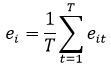 e_i = \frac{1}{T} \sum_{t=1}^{T} e_{it}